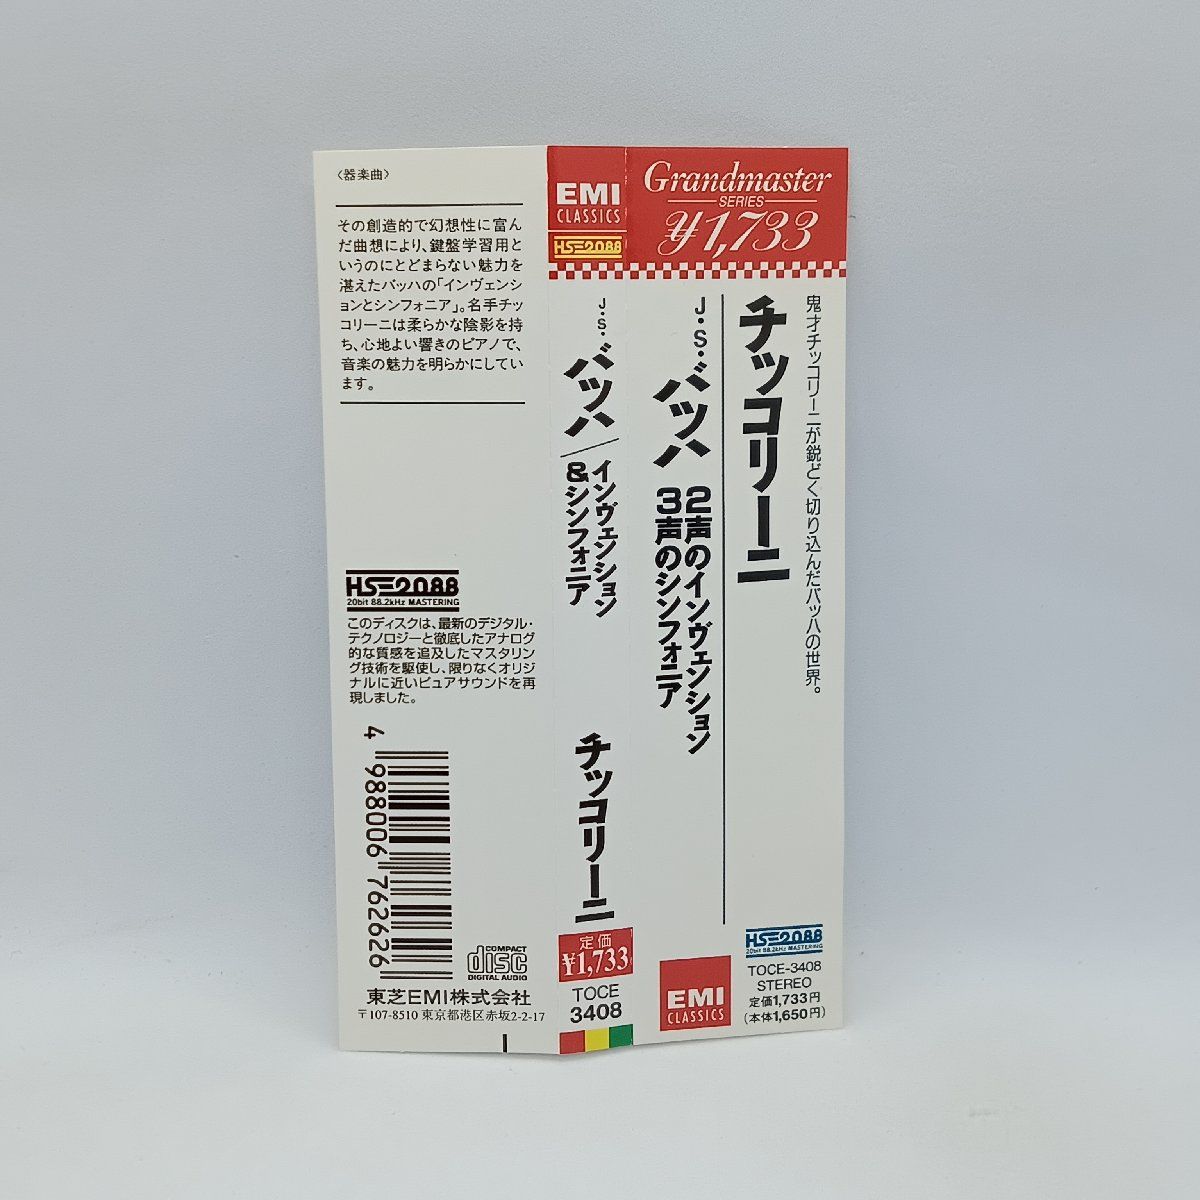 〈器楽曲〉
その創造的で幻想性に富ん
だ曲想により、鍵盤学習用と
いうのにとどまらない魅力を
湛えたバッハの「インヴェンシ
ョンとシンフォニア」。名手チッ
コリーニは柔らかな陰影を持
ち、心地よい響きのピアノで、
音楽の魅力を明らかにしてい
ます。
HS2088
20bit 88.2kHz MASTERING
このディスクは、最新のデジタル・
テクノロジーと徹底したアナログ
的な質感を追及したマスタリン
グ技術を駆使し、限りなくオリジ
ナルに近いピュアサウンドを再
現しました。
4 988006 762626
COMPACT
disc
DIGITAL AUDIO
東芝EMI株式会社
〒107-8510 東京都港区赤坂2-2-17
EMI
CLASSICS
HS2088
J.S.バッハ/インヴェンション
&シンフォニア
チッコリーニ
定価
¥1,733
TOCE
3408
Grandmaster
SERIES
¥1,733
鬼才チッコリーニが鋭どく切り込んだバッハの世界。
チッコリーニ
J.S.バッハ
2声のインヴェンション
3声のシンフォニア
EMI
CLASSICS
HS2088
20bit 88.2kHz MASTERING
TOCE-3408
STEREO
定価1,733円
(本体1,650円)